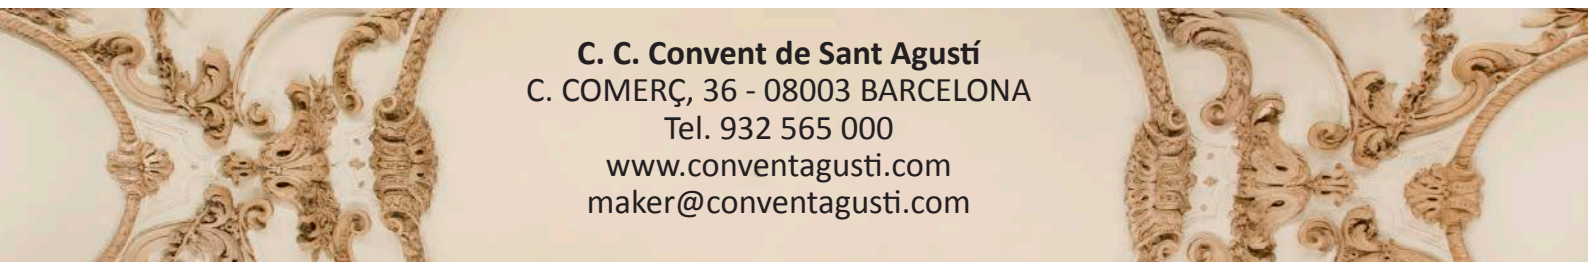 C. C. Convent de Sant Agustí
C. COMERÇ, 36 - 08003 BARCELONA
Tel. 932 565 000
www.conventagusti.com
maker@conventagusti.com